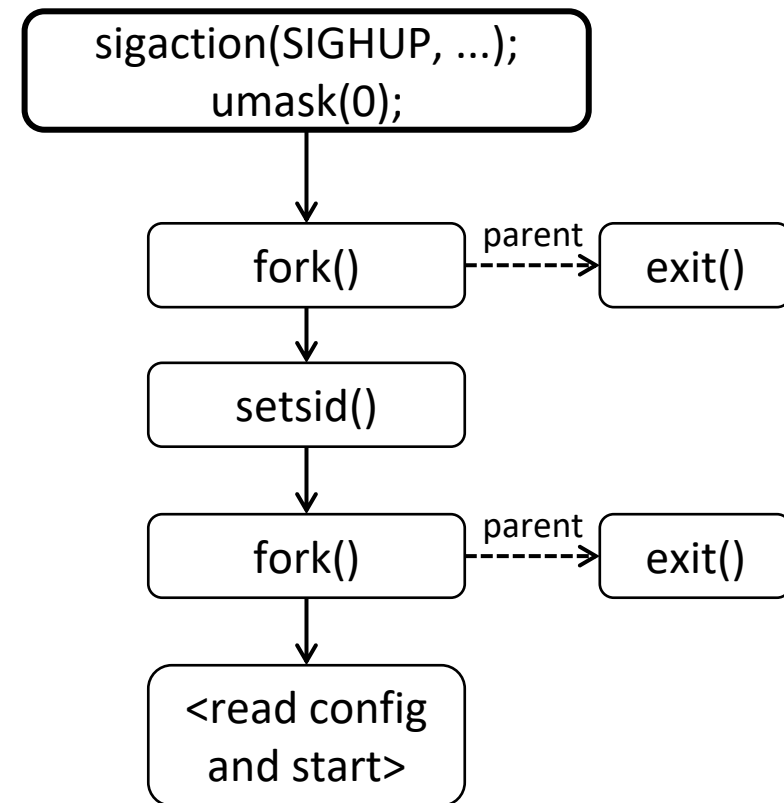 sigaction(SIGHUP, ...);
umask(0);
fork()
parent
exit()
setsid()
fork()
parent
exit()
<read config
and start>